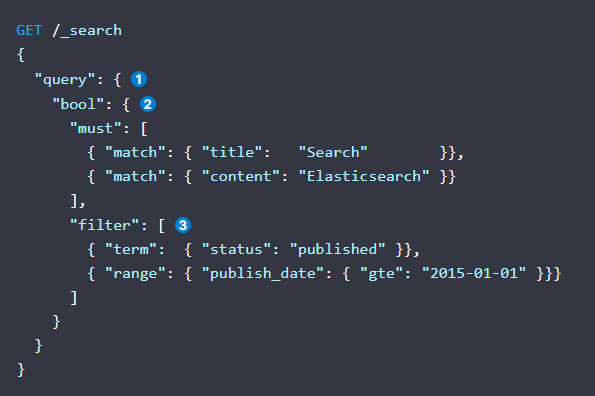 GET /_search
{
  "query": { 1
    "bool": { 2
      "must": [
        { "match": { "title":   "Search"        }},
        { "match": { "content": "Elasticsearch" }}
      ],
      "filter": [ 3
        { "term":  { "status": "published" }},
        { "range": { "publish_date": { "gte": "2015-01-01" }}}
      ]
    }
  }
}